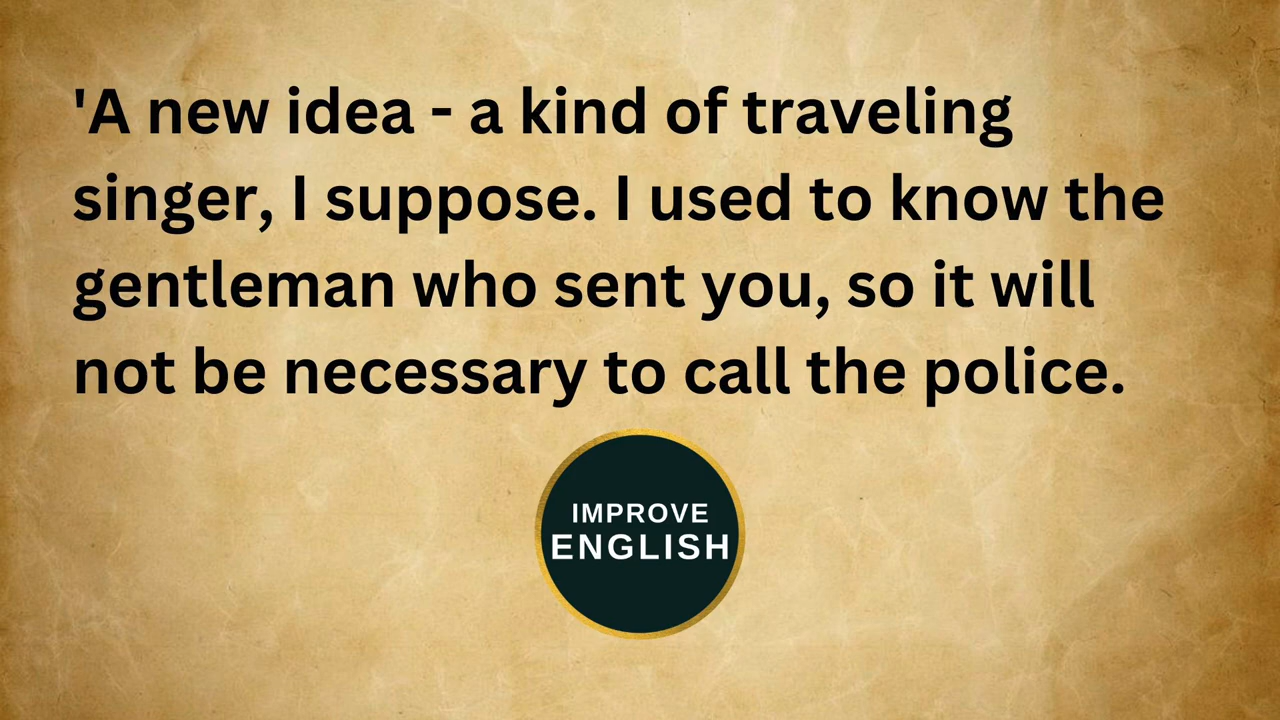 'A new idea - a kind of traveling
singer, I suppose. I used to know the
gentleman who sent you, so it will
not be necessary to call the police.
IMPROVE
ENGLISH